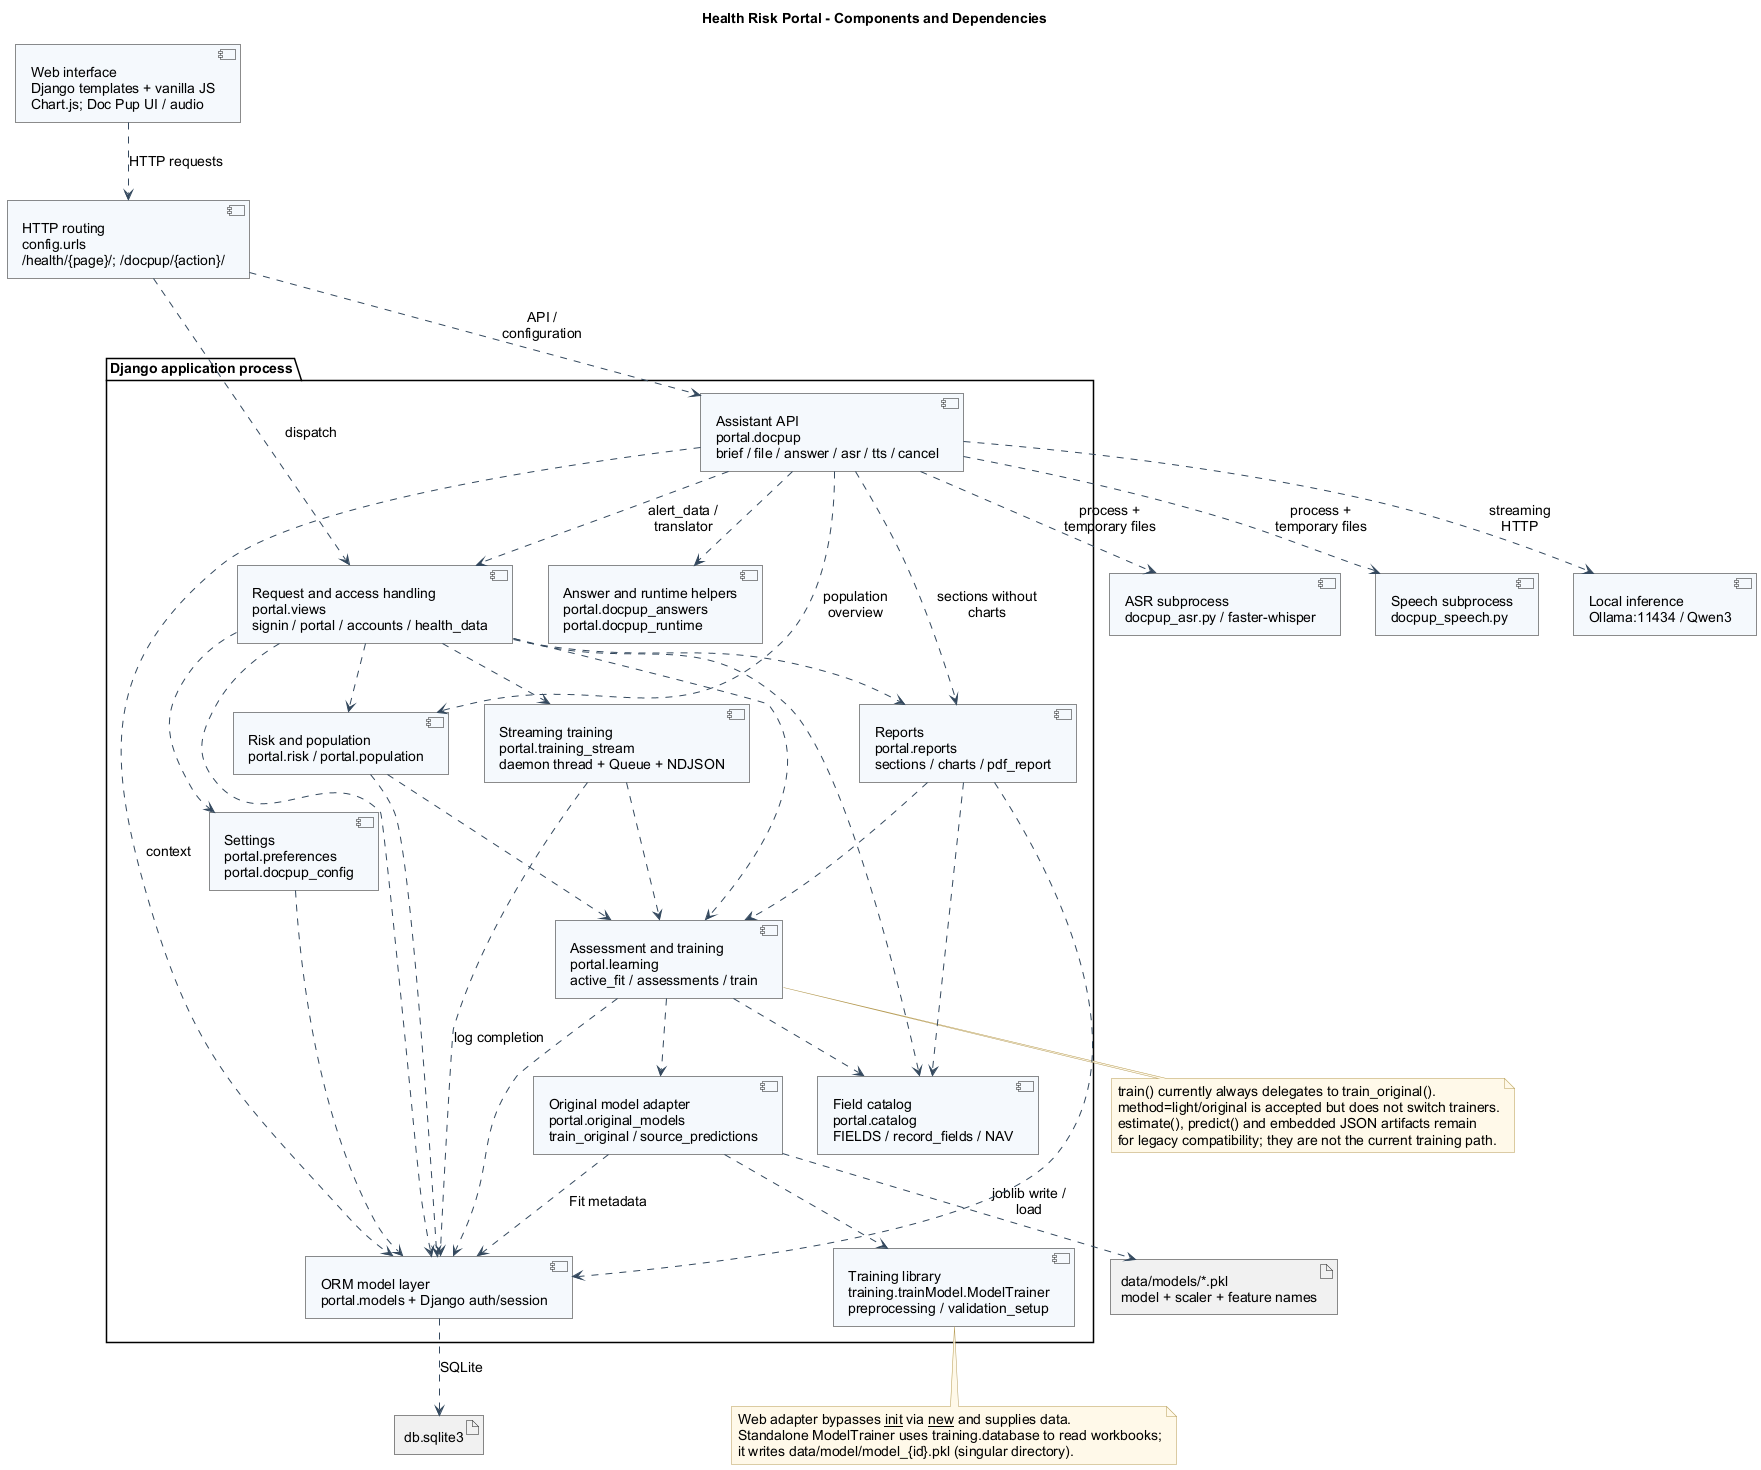 Health Risk Portal - Components and Dependencies
Web interface
Django templates + vanilla JS
Chart.js; Doc Pup UI / audio
HTTP requests
HTTP routing
config.urls
/health/{page}/; /docpup/{action}/
API /
configuration
Django application process
dispatch
Assistant API
portal.docpup
brief / file / answer / asr / tts / cancel
alert_data /
translator
process +
temporary files
process +
temporary files
streaming
HTTP
Request and access handling
portal.views
signin / portal / accounts / health_data
Answer and runtime helpers
portal.docpup_answers
portal.docpup_runtime
population
overview
sections without
charts
ASR subprocess
docpup_asr.py / faster-whisper
Speech subprocess
docpup_speech.py
Local inference
Ollama:11434 / Qwen3
Risk and population
portal.risk / portal.population
Streaming training
portal.training_stream
daemon thread + Queue + NDJSON
Reports
portal.reports
sections / charts / pdf_report
context
Settings
portal.preferences
portal.docpup_config
Assessment and training
portal.learning
active_fit / assessments / train
log completion
Original model adapter
portal.original_models
train_original / source_predictions
Field catalog
portal.catalog
FIELDS / record_fields / NAV
train() currently always delegates to train_original().
method=light/original is accepted but does not switch trainers.
estimate(), predict() and embedded JSON artifacts remain
for legacy compatibility; they are not the current training path.
Fit metadata
joblib write /
load
ORM model layer
portal.models + Django auth/session
Training library
training.trainModel.ModelTrainer
preprocessing / validation_setup
data/models/*.pkl
model + scaler + feature names
SQLite
db.sqlite3
Web adapter bypasses init via new and supplies data.
Standalone ModelTrainer uses training.database to read workbooks;
it writes data/model/model_{id}.pkl (singular directory).